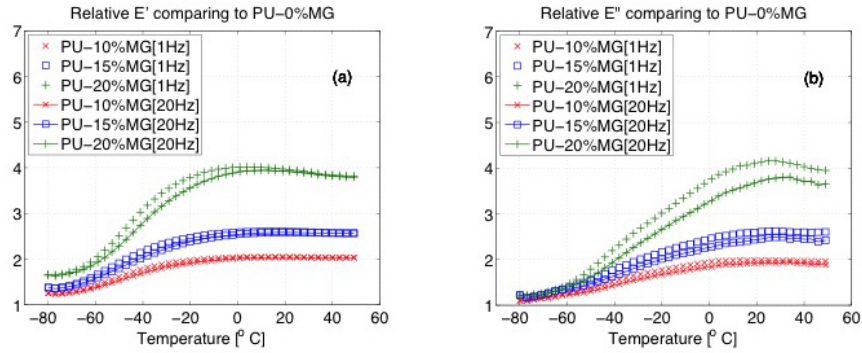 Relative E' comparing to PU−0%MG
7
6
5
4
3
2
1
PU−10%MG[1Hz]
PU−15%MG[1Hz]
PU−20%MG[1Hz]
PU−10%MG[20Hz]
PU−15%MG[20Hz]
PU−20%MG[20Hz]
(a)
−80 −60 −40 −20 0 20 40 60
Temperature [° C]
Relative E" comparing to PU−0%MG
7
6
5
4
3
2
1
PU−10%MG[1Hz]
PU−15%MG[1Hz]
PU−20%MG[1Hz]
PU−10%MG[20Hz]
PU−15%MG[20Hz]
PU−20%MG[20Hz]
(b)
−80 −60 −40 −20 0 20 40 60
Temperature [° C]